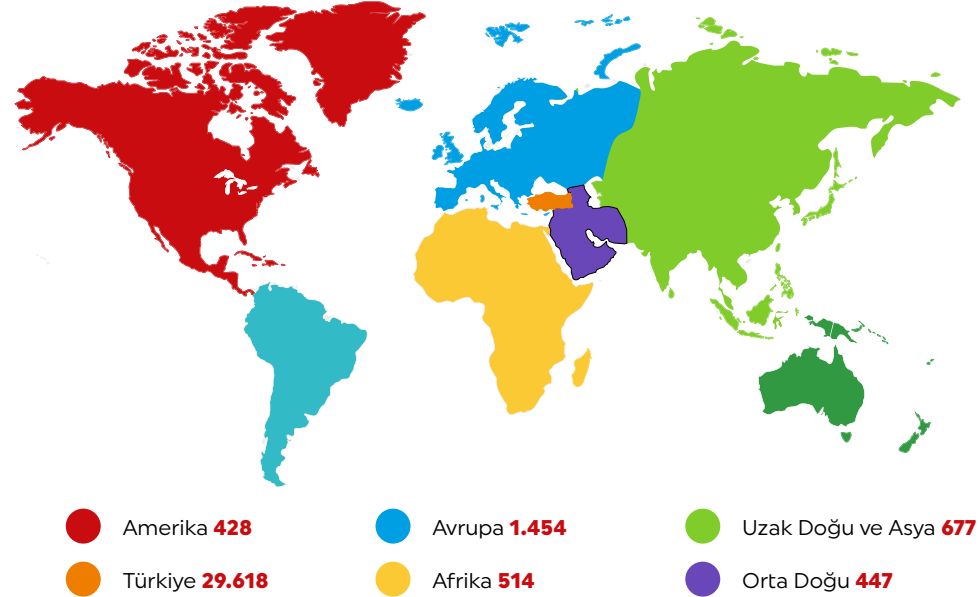 Amerika 428
Avrupa 1.454
Uzak Doğu ve Asya 677
Türkiye 29.618
Afrika 514
Orta Doğu 447